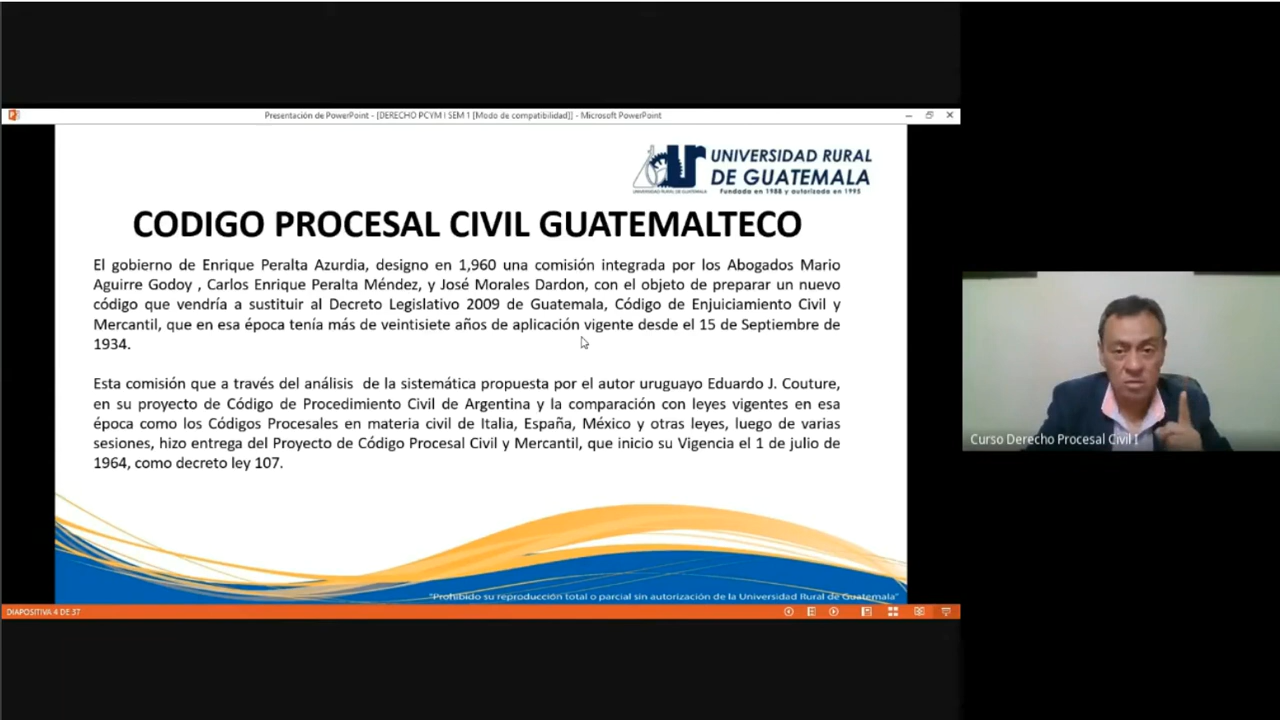 Presentación de PowerPoint - [DERECHO PCYM I SEM 1 [Modo de compatibilidad]] - Microsoft PowerPoint
UNIVERSIDAD RURAL
DE GUATEMALA
Fundada en 1988 y autorizada en 1995
CODIGO PROCESAL CIVIL GUATEMALTECO
El gobierno de Enrique Peralta Azurdia, designo en 1,960 una comisión integrada por los Abogados Mario
Aguirre Godoy , Carlos Enrique Peralta Méndez, y José Morales Dardon, con el objeto de preparar un nuevo
código que vendría a sustituir al Decreto Legislativo 2009 de Guatemala, Código de Enjuiciamiento Civil y
Mercantil, que en esa época tenía más de veintisiete años de aplicación vigente desde el 15 de Septiembre de
1934.
Esta comisión que a través del análisis de la sistemática propuesta por el autor uruguayo Eduardo J. Couture,
en su proyecto de Código de Procedimiento Civil de Argentina y la comparación con leyes vigentes en esa
época como los Códigos Procesales en materia civil de Italia, España, México y otras leyes, luego de varias
sesiones, hizo entrega del Proyecto de Código Procesal Civil y Mercantil, que inicio su Vigencia el 1 de julio de
1964, como decreto ley 107.
Curso Derecho Procesal Civil I
"Prohibido su reproducción total o parcial sin autorización de la Universidad Rural de Guatemala"
DIAPOSITIVA 4 DE 37